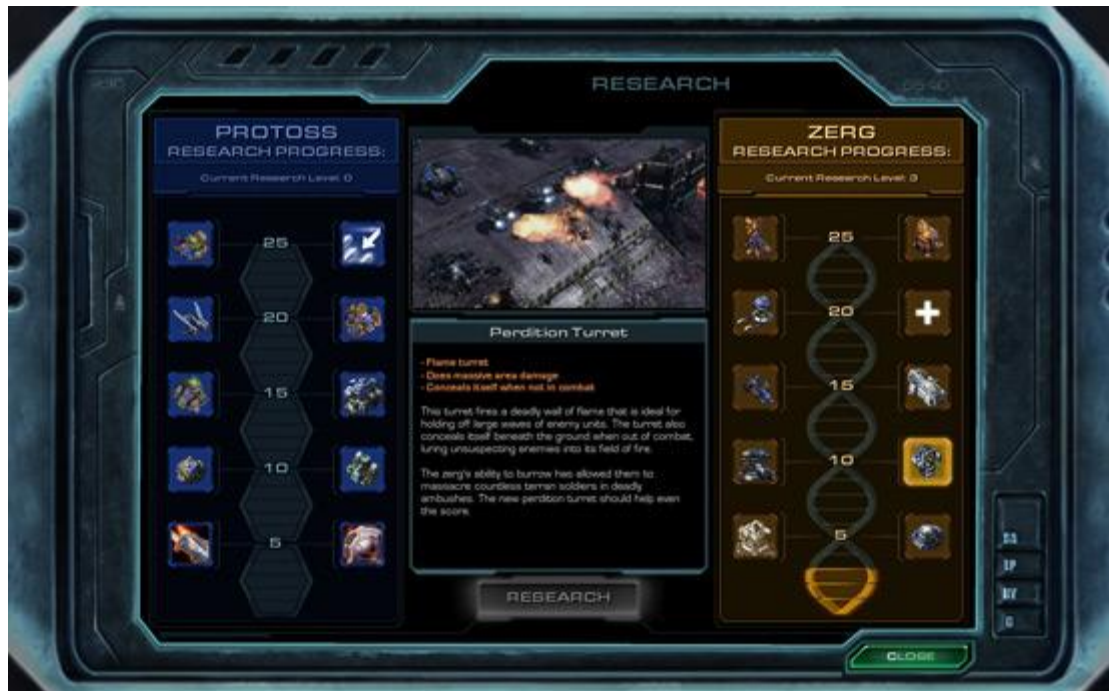 RESEARCH
PROTOSS
RESEARCH PROGRESS:
Current Research Level: 0
25
20
15
10
5
Perdition Turret
- Flame turret
- Does massive area damage
- Conceals itself when not in combat
This turret fires a deadly wall of flame that is ideal for
holding off large waves of enemy units. The turret also
conceals itself beneath the ground when out of combat,
luring unsuspecting enemies into its field of fire.
The zerg's ability to burrow has allowed them to
massacre countless terran soldiers in deadly
ambushes. The new perdition turret should help even
the score.
RESEARCH
ZERG
RESEARCH PROGRESS:
Current Research Level: 3
25
20
15
10
5
CLOSE